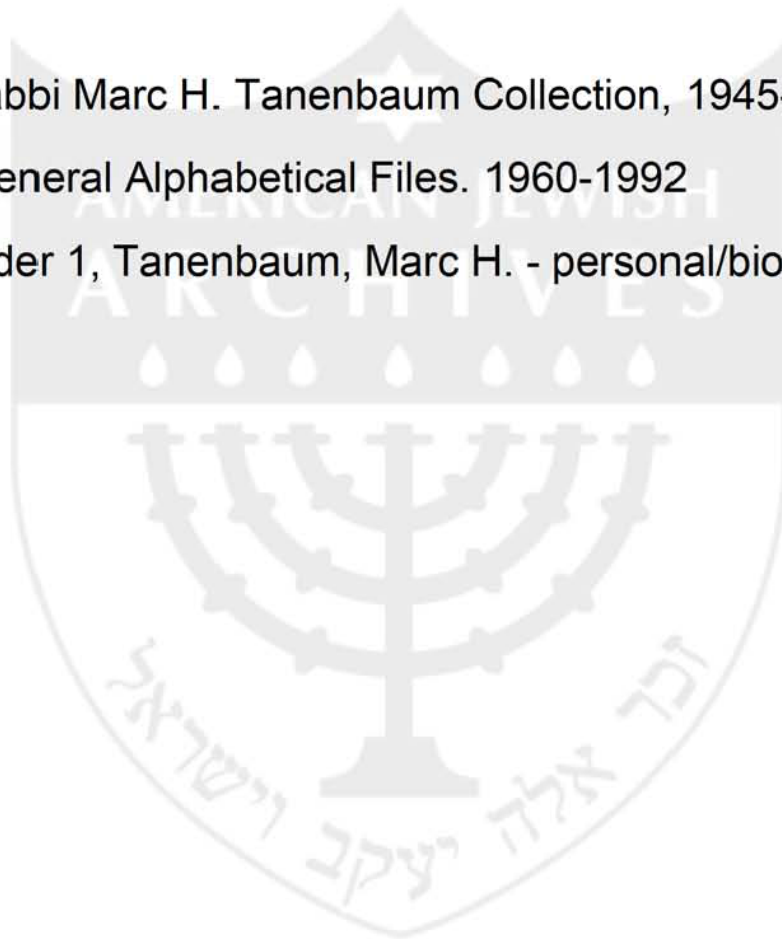 abbi Marc H. Tanenbaum Collection, 1945-
eneral Alphabetical Files. 1960-1992
AMERICAN JEWISH
der 1, Tanenbaum, Marc H. - personal/bio
ARCHIVES
זכר אלה יעקב וישראל